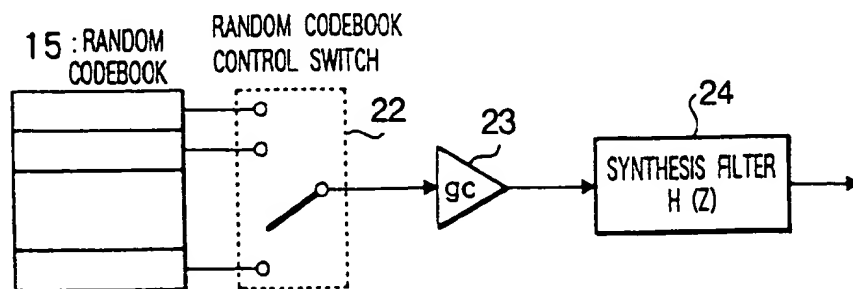 15 : RANDOM
CODEBOOK
RANDOM CODEBOOK
CONTROL SWITCH
22
23
gc
24
SYNTHESIS FILTER
H (Z)